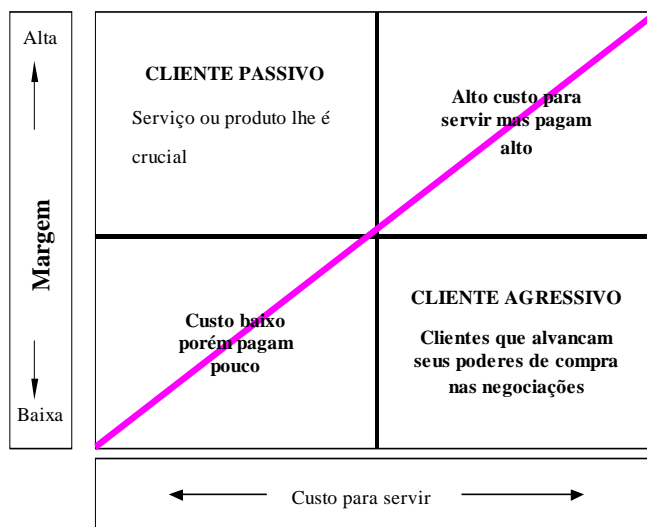 Alta
Margem
Baixa
CLIENTE PASSIVO
Serviço ou produto lhe é
crucial
Alto custo para
servir mas pagam
alto
Custo baixo
porém pagam
pouco
CLIENTE AGRESSIVO
Clientes que alvancam
seus poderes de compra
nas negociações
Custo para servir